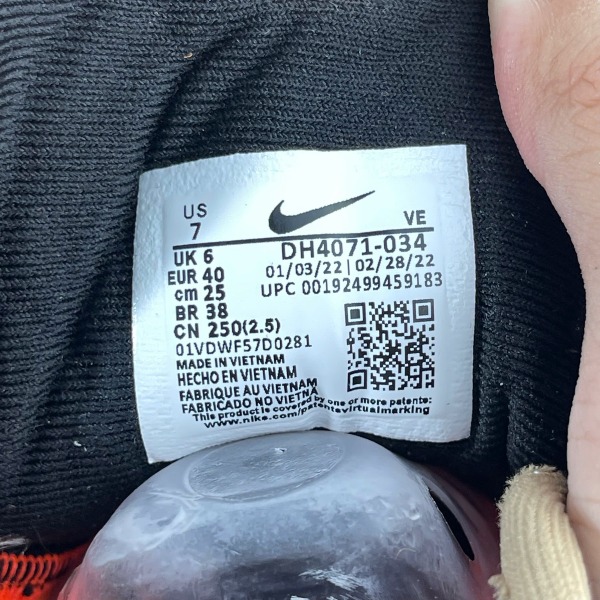 US
7
VE
UK 6
DH4071-034
EUR 40
01/03/22 | 02/28/22
cm 25
UPC 00192499459183
BR 38
CN 250(2.5)
01VDWF57D0281
MADE IN VIETNAM
HECHO EN VIETNAM
FABRIQUE AU VIETNAM
FABRICADO NO VIETNA
This product is covered by one or more patents:
www.nike.com/patentsvirtualmarking